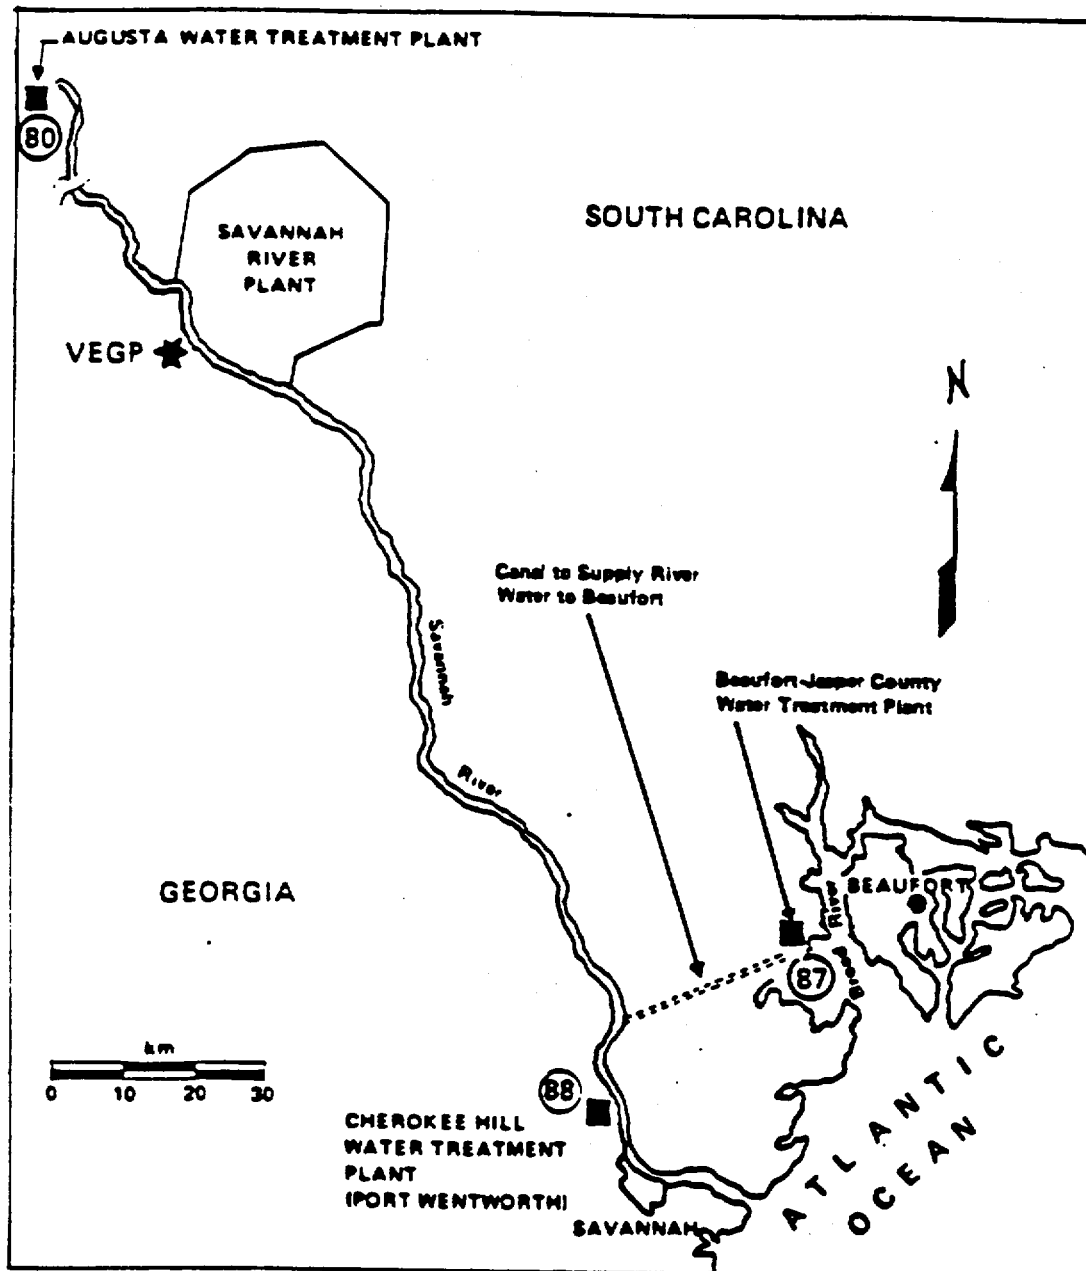 AUGUSTA WATER TREATMENT PLANT
80
SOUTH CAROLINA
SAVANNAH
RIVER
PLANT
VEGP
N
Canal to Supply River
Water to Beaufort
Savannah
Beaufort-Jasper County
Water Treatment Plant
River
GEORGIA
BEAUFORT
Broad River
87
km
0 10 20 30
88
CHEROKEE HILL
WATER TREATMENT
PLANT
(PORT WENTWORTH)
SAVANNAH
ATLANTIC
OCEAN